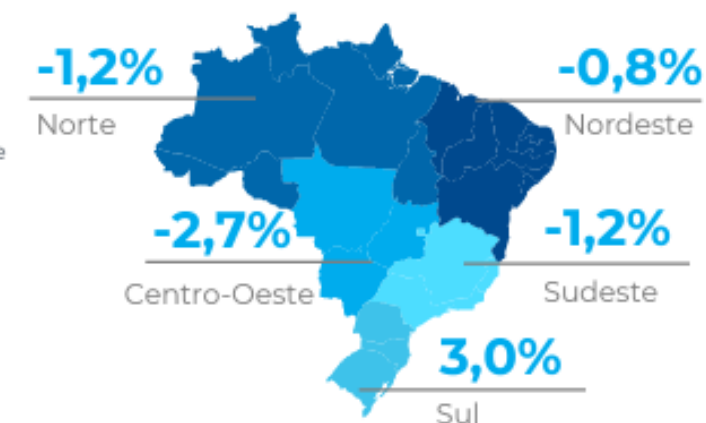 -1,2%
Norte
-0,8%
Nordeste
e
-2,7%
Centro-Oeste
-1,2%
Sudeste
3,0%
Sul